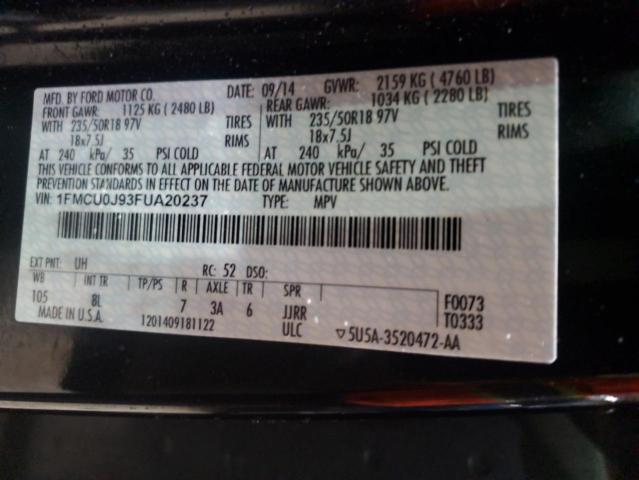 MFD. BY FORD MOTOR CO.
DATE: 09/14 GVWR: 2159 KG ( 4760 LB)
FRONT GAWR: 1125 KG ( 2480 LB)
REAR GAWR: 1034 KG ( 2280 LB)
WITH 235/50R18 97V TIRES
WITH 235/50R18 97V TIRES
18x7.5J RIMS
18x7.5J RIMS
AT 240 kPa/ 35 PSI COLD
AT 240 kPa/ 35 PSI COLD
THIS VEHICLE CONFORMS TO ALL APPLICABLE FEDERAL MOTOR VEHICLE SAFETY AND THEFT
PREVENTION STANDARDS IN EFFECT ON THE DATE OF MANUFACTURE SHOWN ABOVE.
VIN: 1FMCU0J93FUA20237 TYPE: MPV
EXT PNT: UH RC: 52 DSO:
WB INT TR TP/PS R AXLE TR SPR
105 8L 7 3A 6 JJRR
F0073
T0333
MADE IN U.S.A. 1201409181122 ULC ▽5U5A-3520472-AA